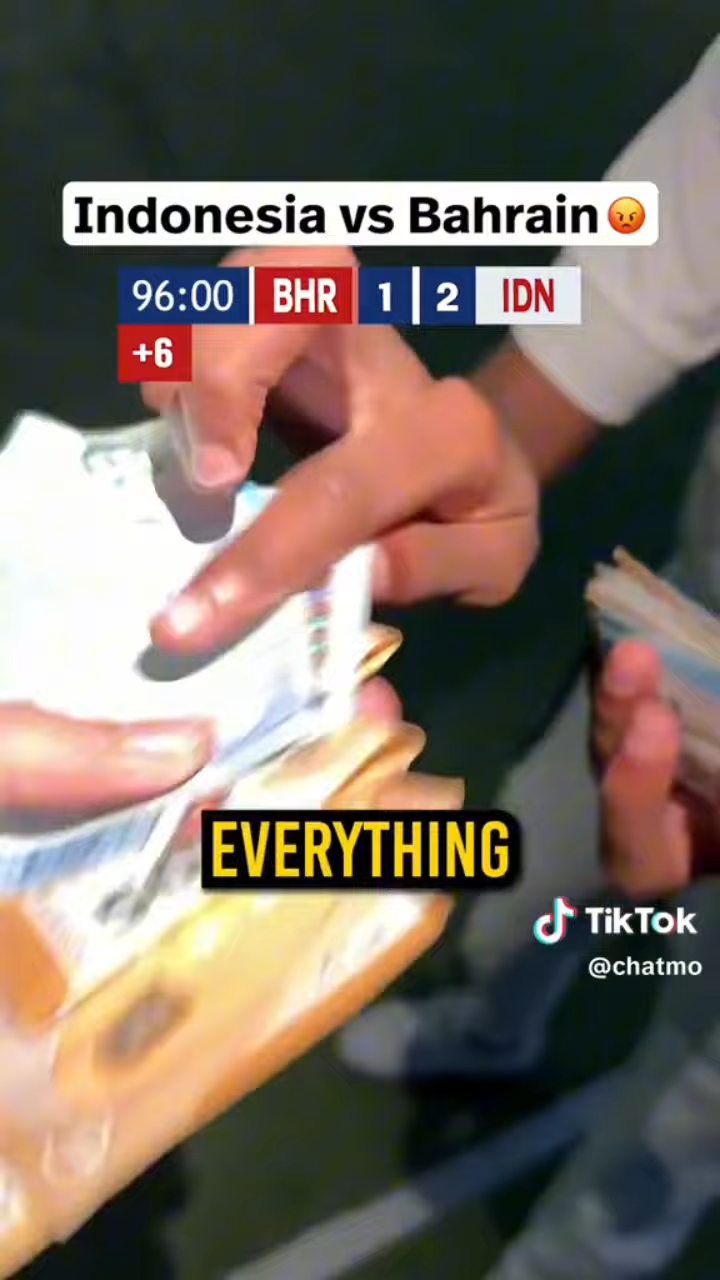 Indonesia vs Bahrain😡
96:00 BHR 1 2 IDN
+6
EVERYTHING
TikTok
@chatmo